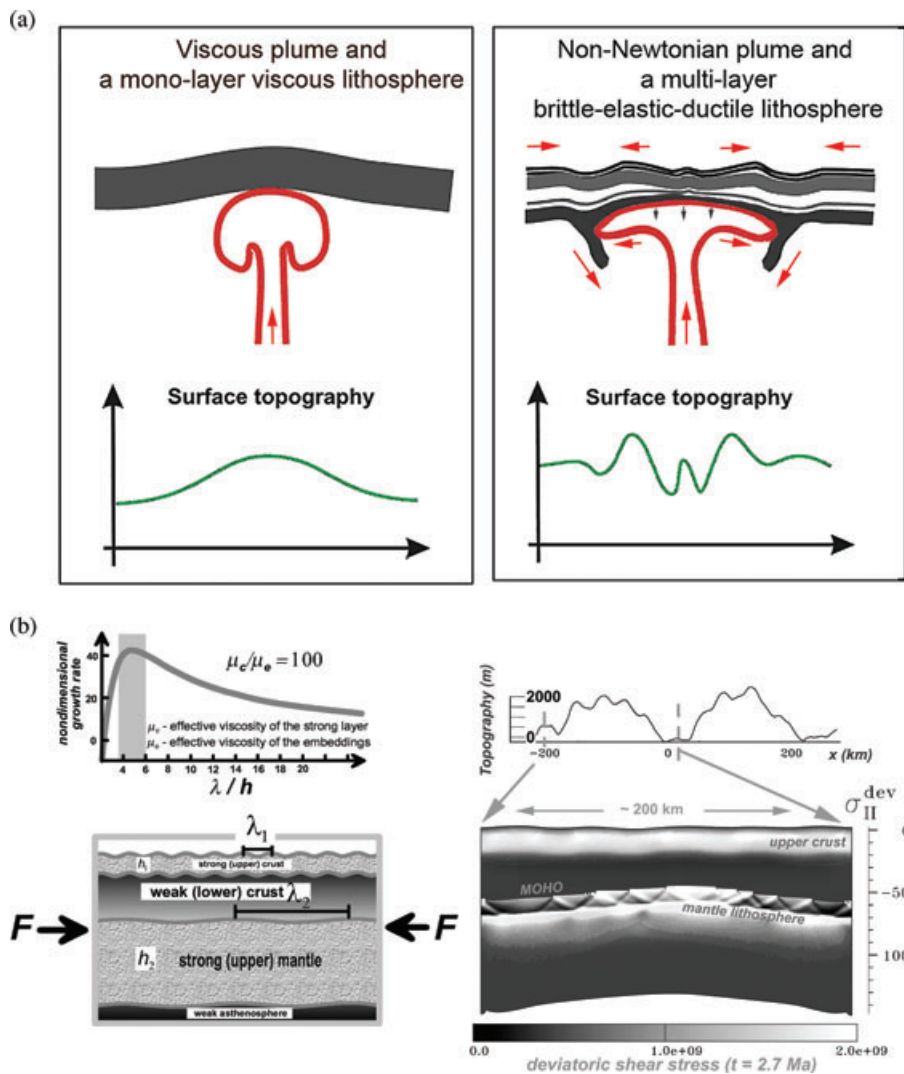 (a)
Viscous plume and
a mono-layer viscous lithosphere
Surface topography
Non-Newtonian plume and
a multi-layer
brittle-elastic-ductile lithosphere
Surface topography
(b)
nondimensional
growth rate
40
20
0
μc/μe = 100
μc - effective viscosity of the strong layer
μe - effective viscosity of the embeddings
4 6 8 10 12 14 16 18 20
λ / h
λ1
h1
strong (upper) crust
weak (lower) crust
λ2
F
F
h2
strong (upper) mantle
weak asthenosphere
Topography (m)
2000
0
-200
0
200
x (km)
~ 200 km
σ II dev
upper crust
MOHO
mantle lithosphere
0
-50
100
0.0
1.0e+09
2.0e+09
deviatoric shear stress (t = 2.7 Ma)